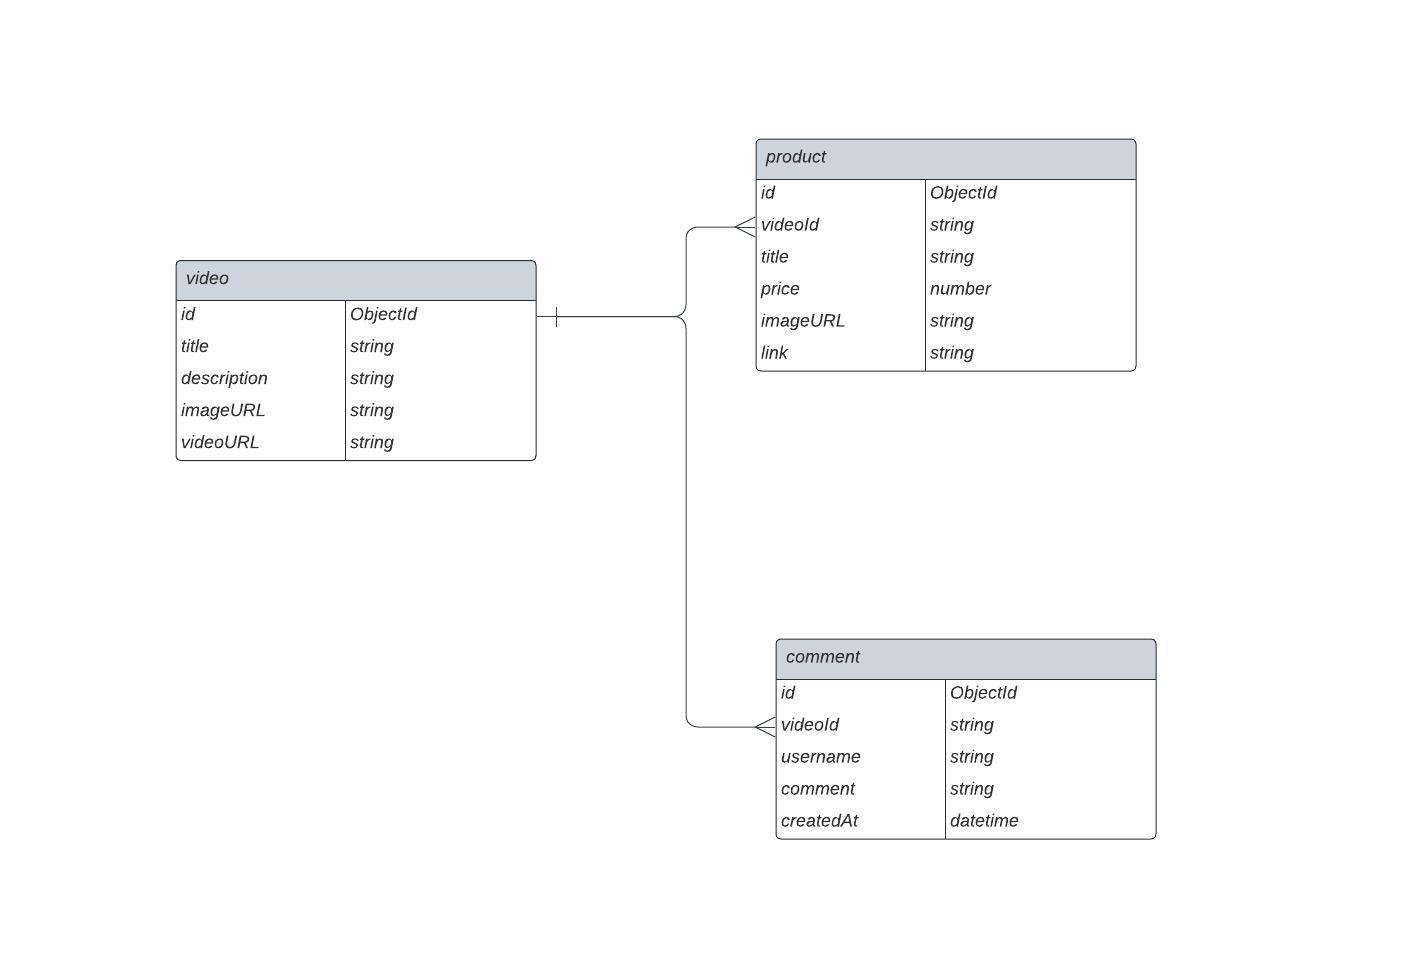 product
id ObjectId
videoId string
title string
price number
imageURL string
link string
video
id ObjectId
title string
description string
imageURL string
videoURL string
comment
id ObjectId
videoId string
username string
comment string
createdAt datetime